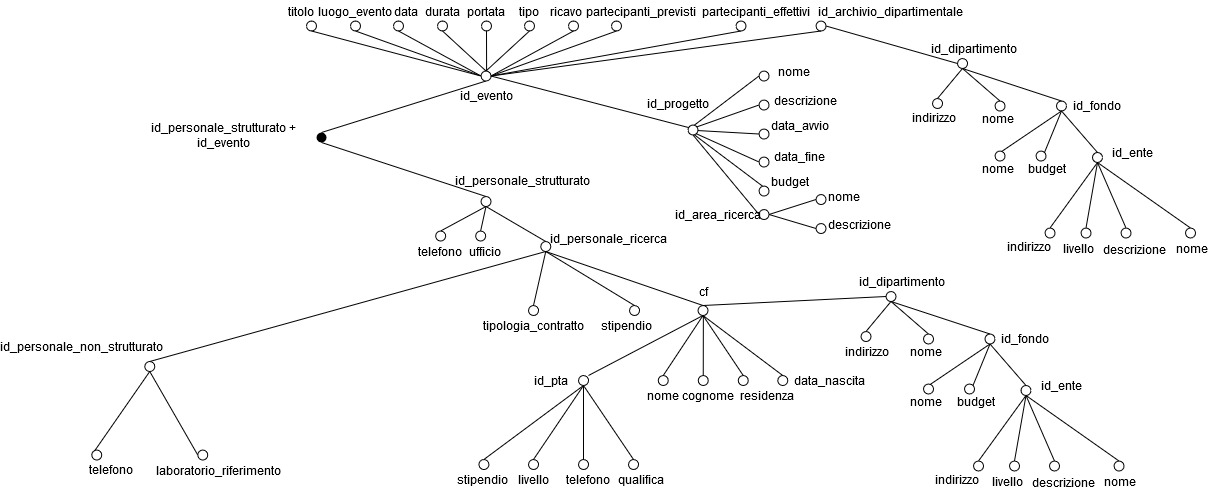 titolo luogo_evento data durata portata tipo ricavo partecipanti_previsti partecipanti_effettivi id_archivio_dipartimentale
id_dipartimento
nome
id_evento
id_progetto
descrizione
id_fondo
indirizzo
nome
id_personale_strutturato +
id_evento
data_avvio
data_fine
id_ente
nome
budget
budget
id_personale_strutturato
nome
id_area_ricerca
descrizione
id_personale_ricerca
telefono
ufficio
indirizzo
livello
descrizione
nome
id_dipartimento
cf
tipologia_contratto
stipendio
id_personale_non_strutturato
indirizzo
nome
id_fondo
id_pta
data_nascita
id_ente
nome cognome residenza
nome
budget
telefono
laboratorio_riferimento
stipendio livello telefono qualifica
indirizzo livello descrizione nome